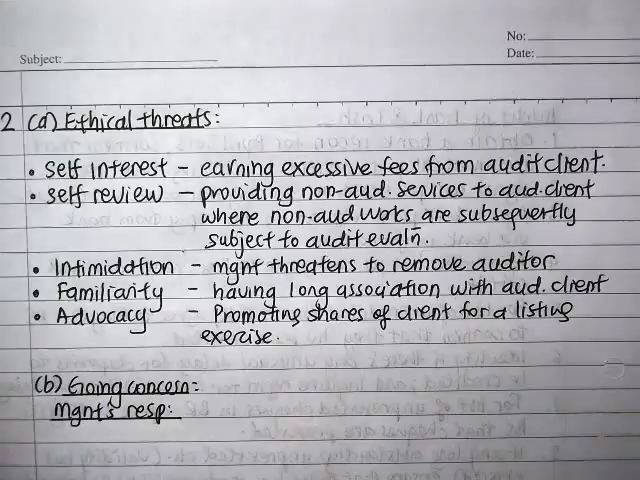 No:
Subject:
Date:
2 (a) Ethical threats:
• Self interest – earning excessive fees from audit client.
• self review – providing non-aud. services to aud. client
where non-aud works are subsequently
subject to audit evaln.
• Intimidation – mgnt threatens to remove auditor
• Familiarity – having long association with aud. client
• Advocacy – Promoting shares of client for a listing
exercise.
(b) Going concern:
Mgnt's resp: